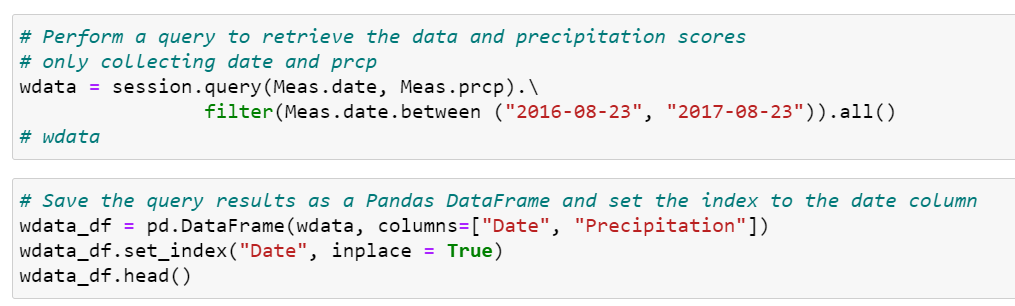 # Perform a query to retrieve the data and precipitation scores
# only collecting date and prcp
wdata = session.query(Meas.date, Meas.prcp).\
                filter(Meas.date.between ("2016-08-23", "2017-08-23")).all()
# wdata
# Save the query results as a Pandas DataFrame and set the index to the date column
wdata_df = pd.DataFrame(wdata, columns=["Date", "Precipitation"])
wdata_df.set_index("Date", inplace = True)
wdata_df.head()